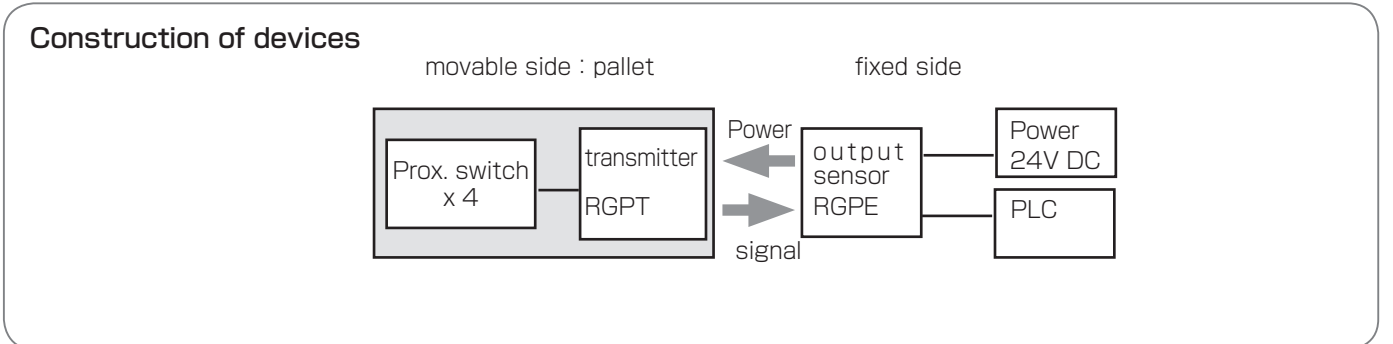 Construction of devices
movable side : pallet
fixed side
Prox. switch
x 4
transmitter
RGPT
Power
signal
output
sensor
RGPE
Power
24V DC
PLC